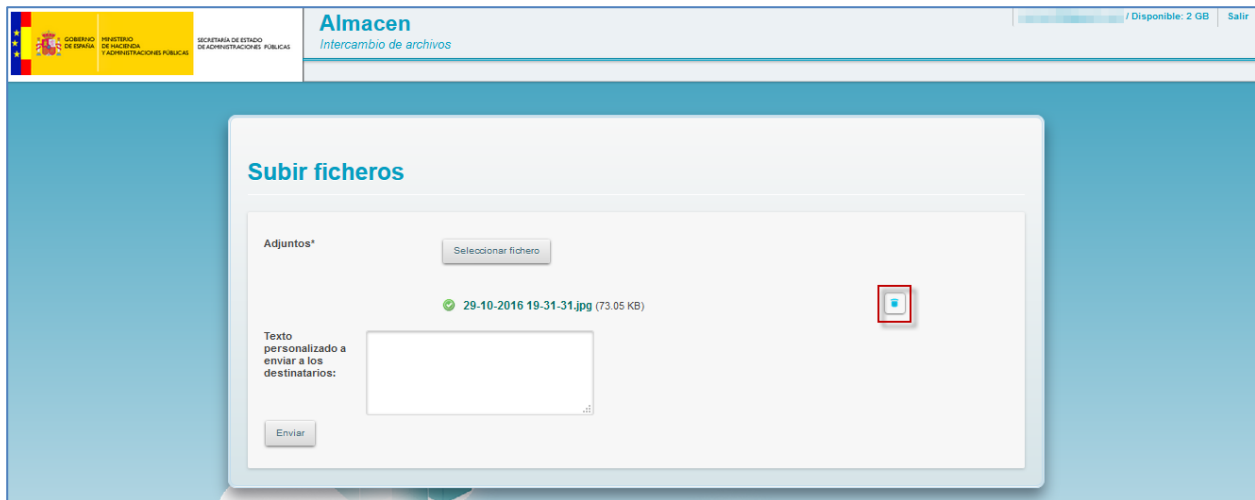 GOBIERNO DE ESPAÑA
MINISTERIO DE HACIENDA Y ADMINISTRACIONES PÚBLICAS
SECRETARÍA DE ESTADO DE ADMINISTRACIONES PÚBLICAS
Almacen
Intercambio de archivos
/ Disponible: 2 GB Salir
Subir ficheros
Adjuntos*
Seleccionar fichero
29-10-2016 19-31-31.jpg (73.05 KB)
Texto
personalizado a
enviar a los
destinatarios:
Enviar